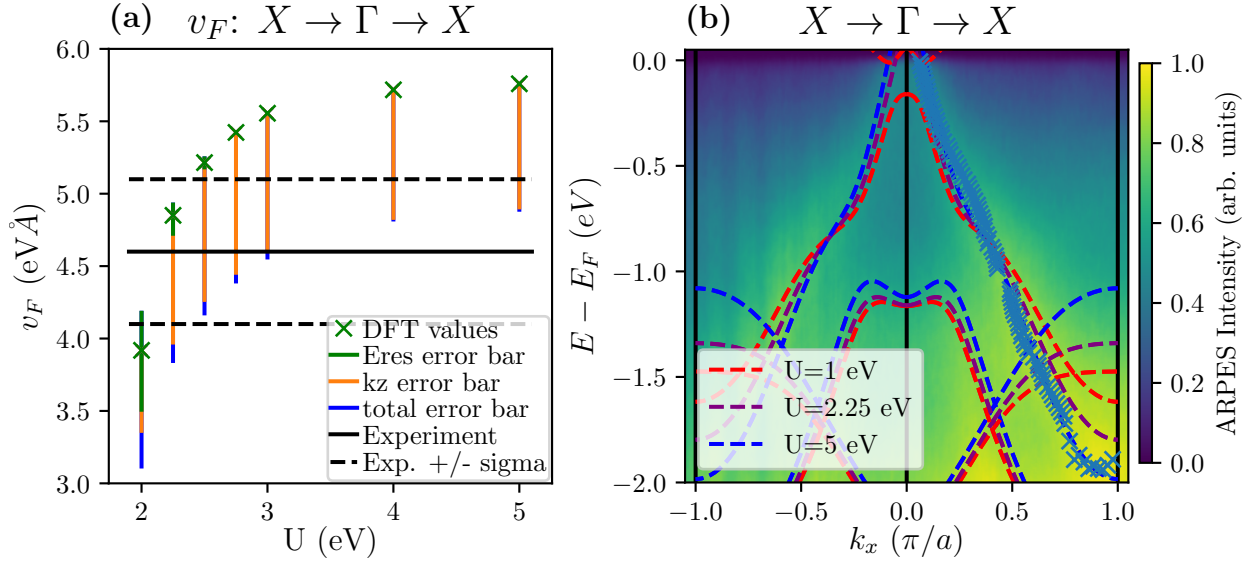 (a) v_F: X → Γ → X
6.0
5.5
5.0
4.5
4.0
3.5
3.0
v_F (eVÅ)
2 3 4 5
U (eV)
DFT values
Eres error bar
kz error bar
total error bar
Experiment
Exp. +/- sigma
(b) X → Γ → X
0.0
−0.5
−1.0
−1.5
−2.0
E − E_F (eV)
−1.0 −0.5 0.0 0.5 1.0
k_x (π/a)
U=1 eV
U=2.25 eV
U=5 eV
1.0
0.8
0.6
0.4
0.2
0.0
ARPES Intensity (arb. units)